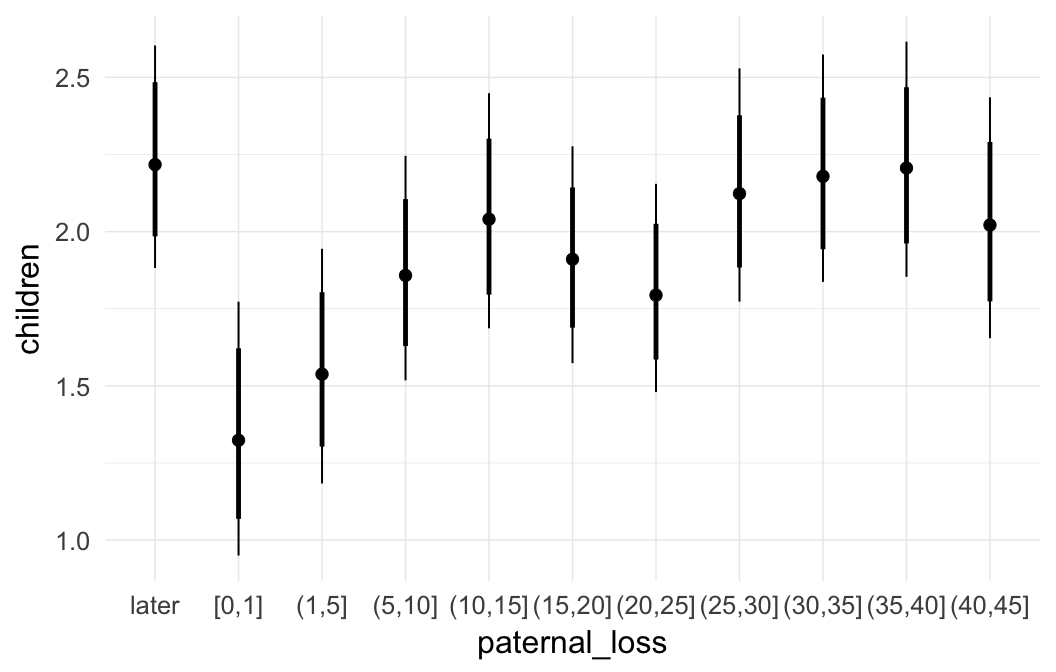 children
2.5
2.0
1.5
1.0
later [0,1] (1,5] (5,10] (10,15] (15,20] (20,25] (25,30] (30,35] (35,40] (40,45]
paternal_loss